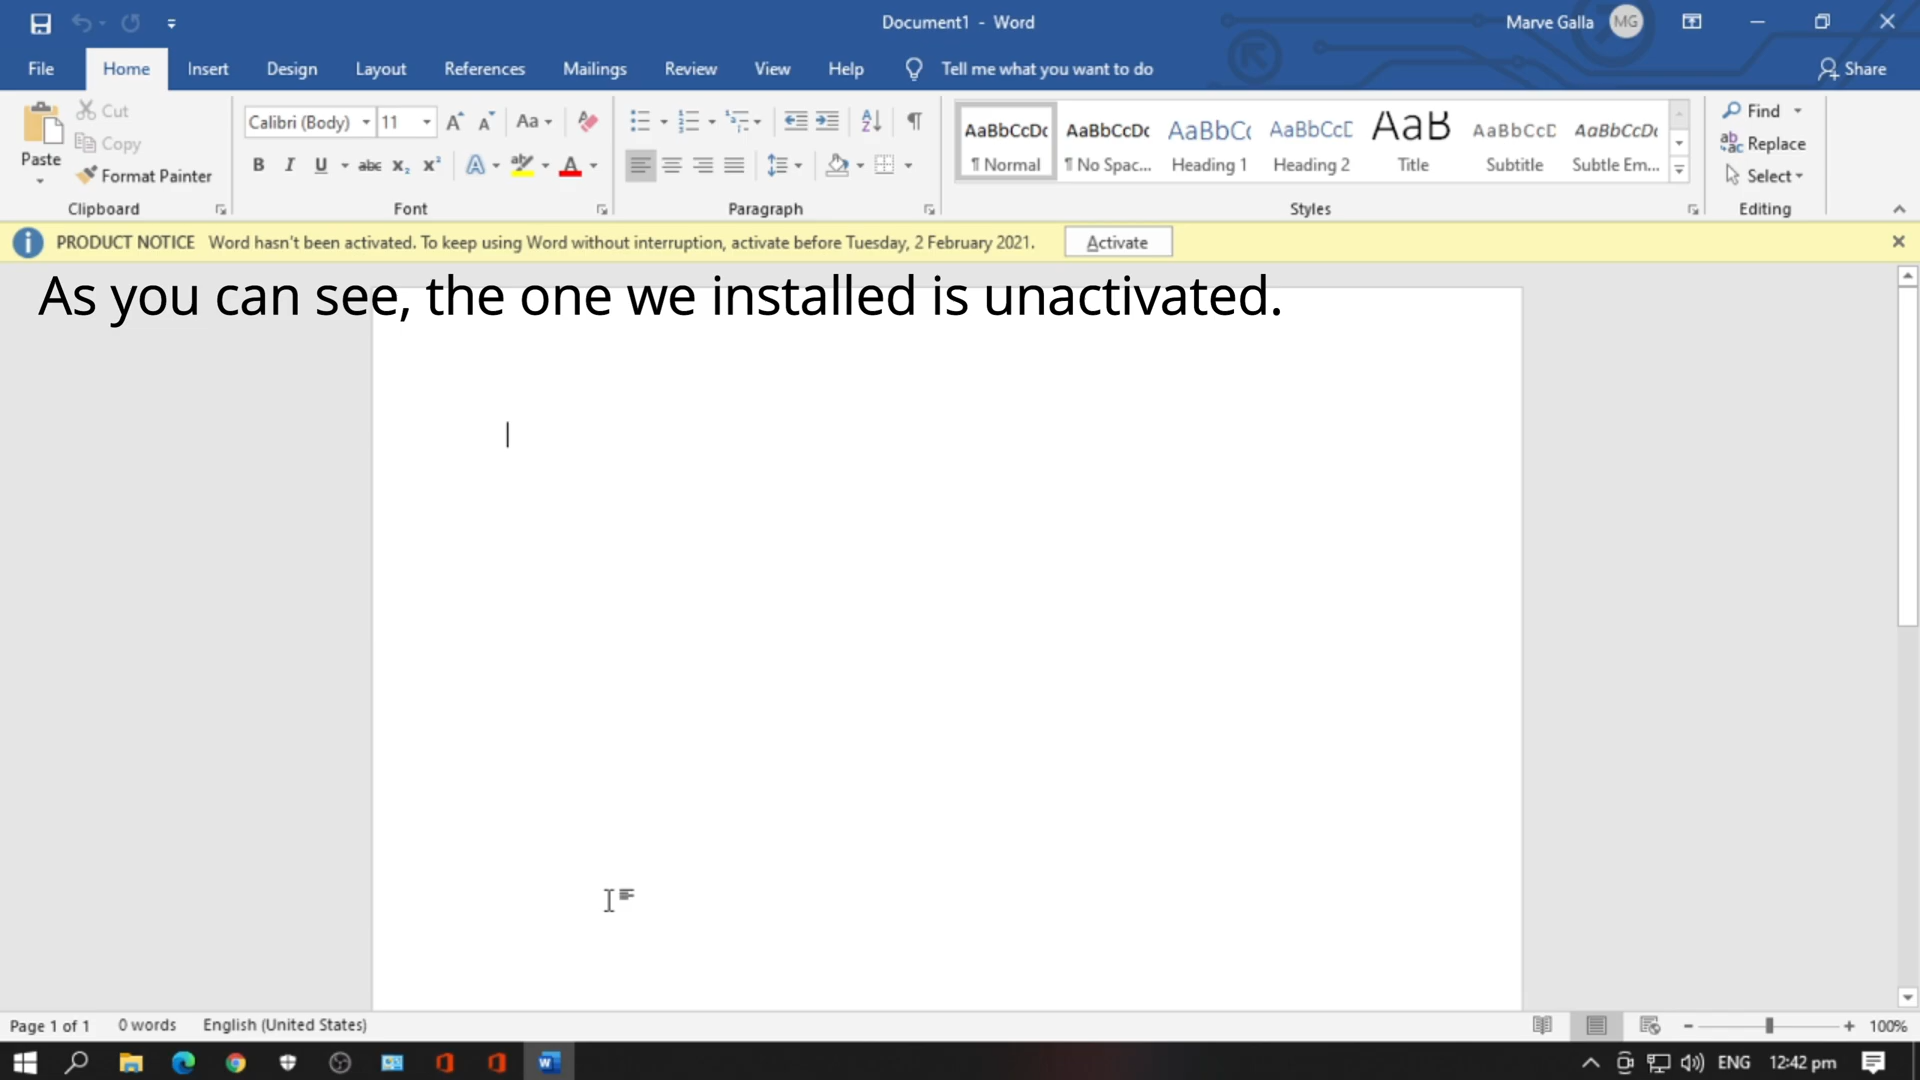 Document1 - Word
Marve Galla MG
File Home Insert Design Layout References Mailings Review View Help Tell me what you want to do Share
Paste
Cut
Copy
Format Painter
Clipboard
Calibri (Body) 11
Font
Paragraph
AaBbCcDc ¶ Normal
AaBbCcDc ¶ No Spac...
AaBbCc Heading 1
AaBbCcD Heading 2
AaB Title
AaBbCcD Subtitle
AaBbCcDc Subtle Em...
Styles
Find
Replace
Select
Editing
PRODUCT NOTICE Word hasn't been activated. To keep using Word without interruption, activate before Tuesday, 2 February 2021. Activate
As you can see, the one we installed is unactivated.
Page 1 of 1 0 words English (United States) 100%
ENG 12:42 pm